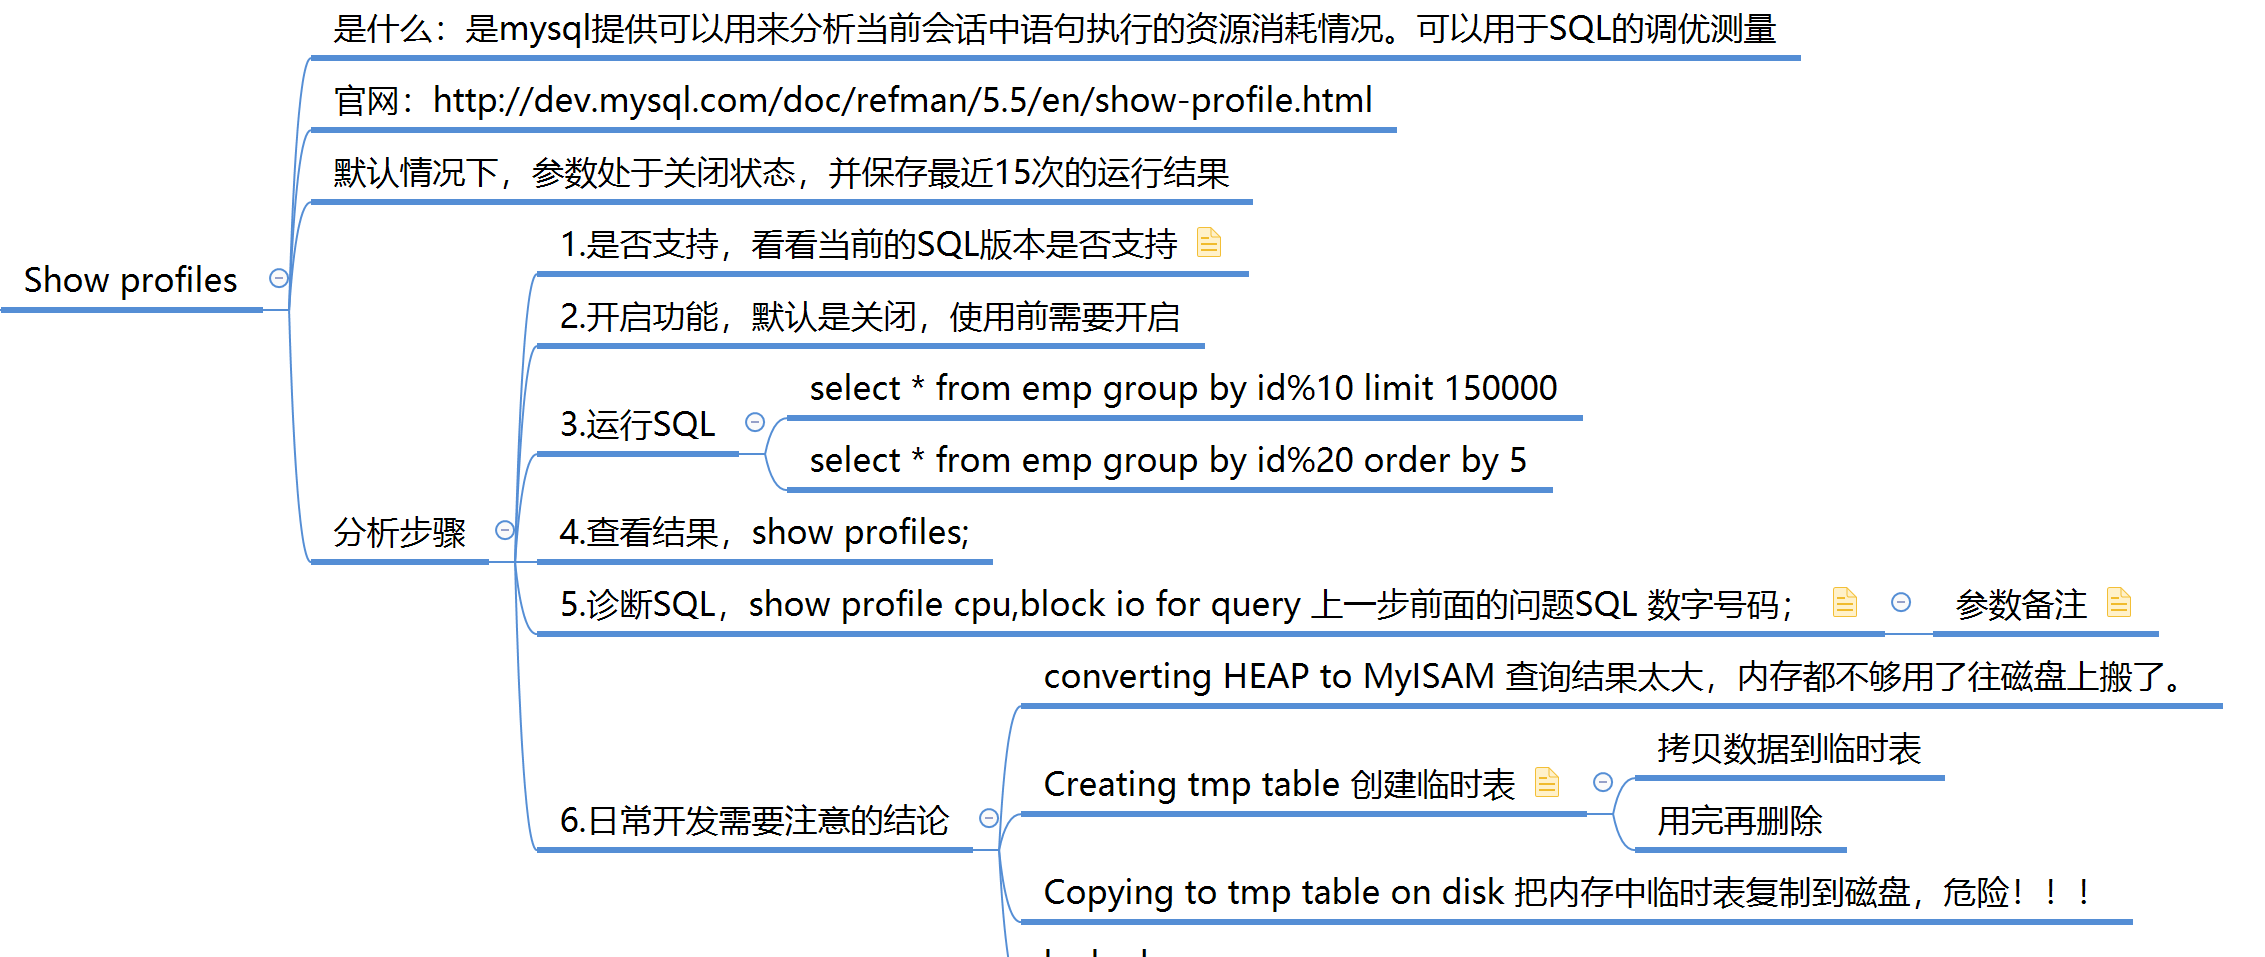 是什么：是mysql提供可以用来分析当前会话中语句执行的资源消耗情况。可以用于SQL的调优测量
官网：http://dev.mysql.com/doc/refman/5.5/en/show-profile.html
默认情况下，参数处于关闭状态，并保存最近15次的运行结果
Show profiles
分析步骤
1.是否支持，看看当前的SQL版本是否支持
2.开启功能，默认是关闭，使用前需要开启
3.运行SQL
select * from emp group by id%10 limit 150000
select * from emp group by id%20 order by 5
4.查看结果，show profiles;
5.诊断SQL，show profile cpu,block io for query 上一步前面的问题SQL 数字号码；
参数备注
6.日常开发需要注意的结论
converting HEAP to MyISAM 查询结果太大，内存都不够用了往磁盘上搬了。
Creating tmp table 创建临时表
拷贝数据到临时表
用完再删除
Copying to tmp table on disk 把内存中临时表复制到磁盘，危险！！！